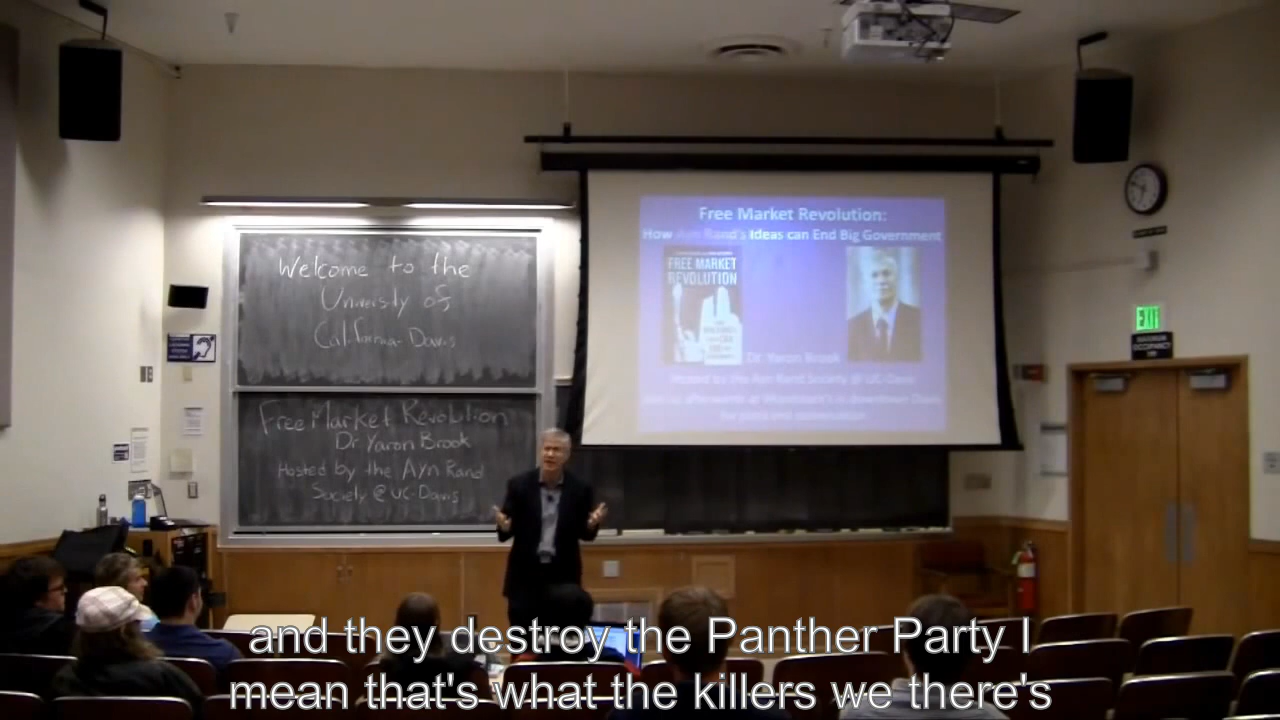 Welcome to the
University of
California-Davis
Free Market Revolution
Dr Yaron Brook
Hosted by the Ayn Rand
Society @ UC-Davis
Free Market Revolution:
How Ayn Rand's Ideas can End Big Government
FREE MARKET
REVOLUTION
Dr. Yaron Brook
Hosted by the Ayn Rand Society @ UC-Davis
EXIT
MAXIMUM
OCCUPANCY
and they destroy the Panther Party I
mean that's what the killers we there's